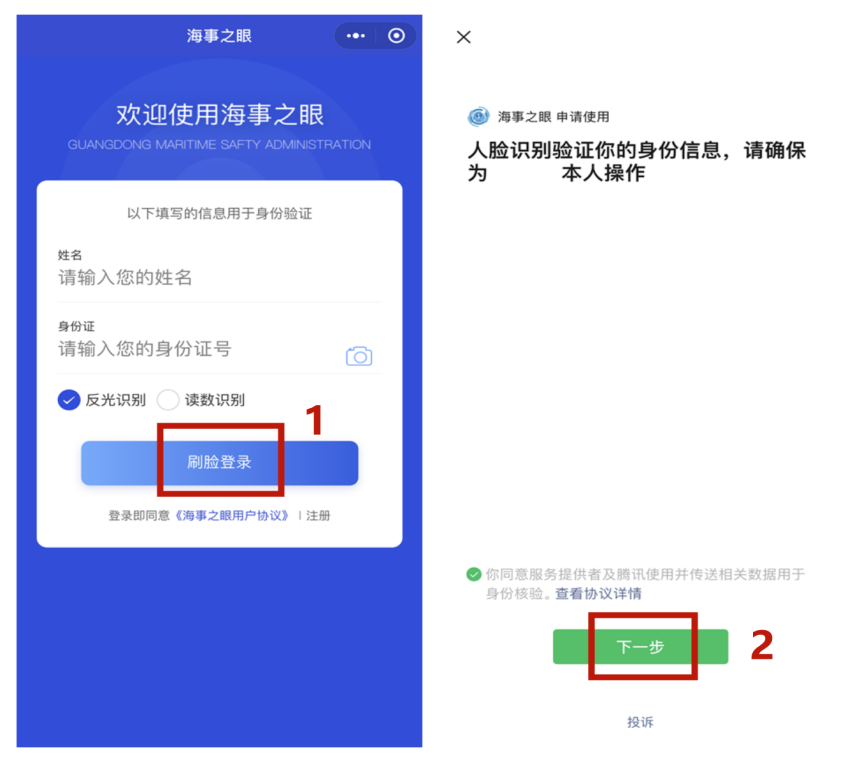 海事之眼
欢迎使用海事之眼
GUANGDONG MARITIME SAFTY ADMINISTRATION
以下填写的信息用于身份验证
姓名
请输入您的姓名
身份证
请输入您的身份证号
反光识别 读数识别
1
刷脸登录
登录即同意《海事之眼用户协议》 | 注册
海事之眼 申请使用
人脸识别验证你的身份信息，请确保
为 本人操作
你同意服务提供者及腾讯使用并传送相关数据用于
身份核验。查看协议详情
下一步
2
投诉